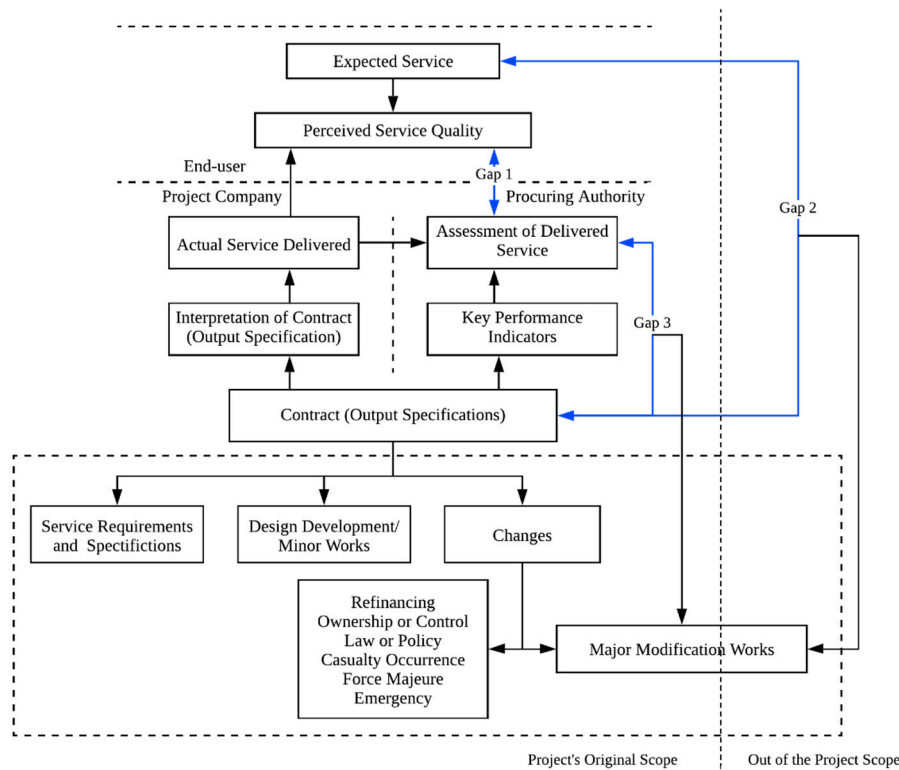 Expected Service
Perceived Service Quality
End-user
Gap 1
Project Company
Procuring Authority
Gap 2
Actual Service Delivered
Assessment of Delivered
Service
Interpretation of Contract
(Output Specification)
Key Performance
Indicators
Gap 3
Contract (Output Specifications)
Service Requirements
and Spectifictions
Design Development/
Minor Works
Changes
Refinancing
Ownership or Control
Law or Policy
Casualty Occurrence
Force Majeure
Emergency
Major Modification Works
Project's Original Scope
Out of the Project Scope